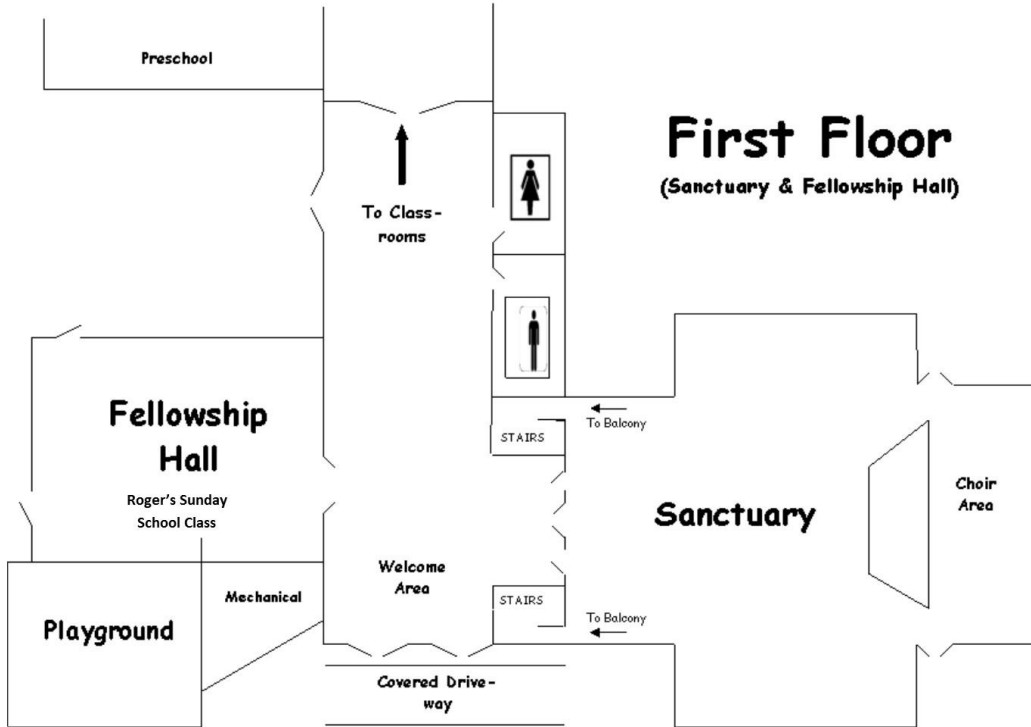 Preschool
First Floor
(Sanctuary & Fellowship Hall)
To Class-
rooms
Fellowship
Hall
Roger's Sunday
School Class
To Balcony
STAIRS
Sanctuary
Choir
Area
Welcome
Area
Mechanical
STAIRS
To Balcony
Playground
Covered Drive-
way